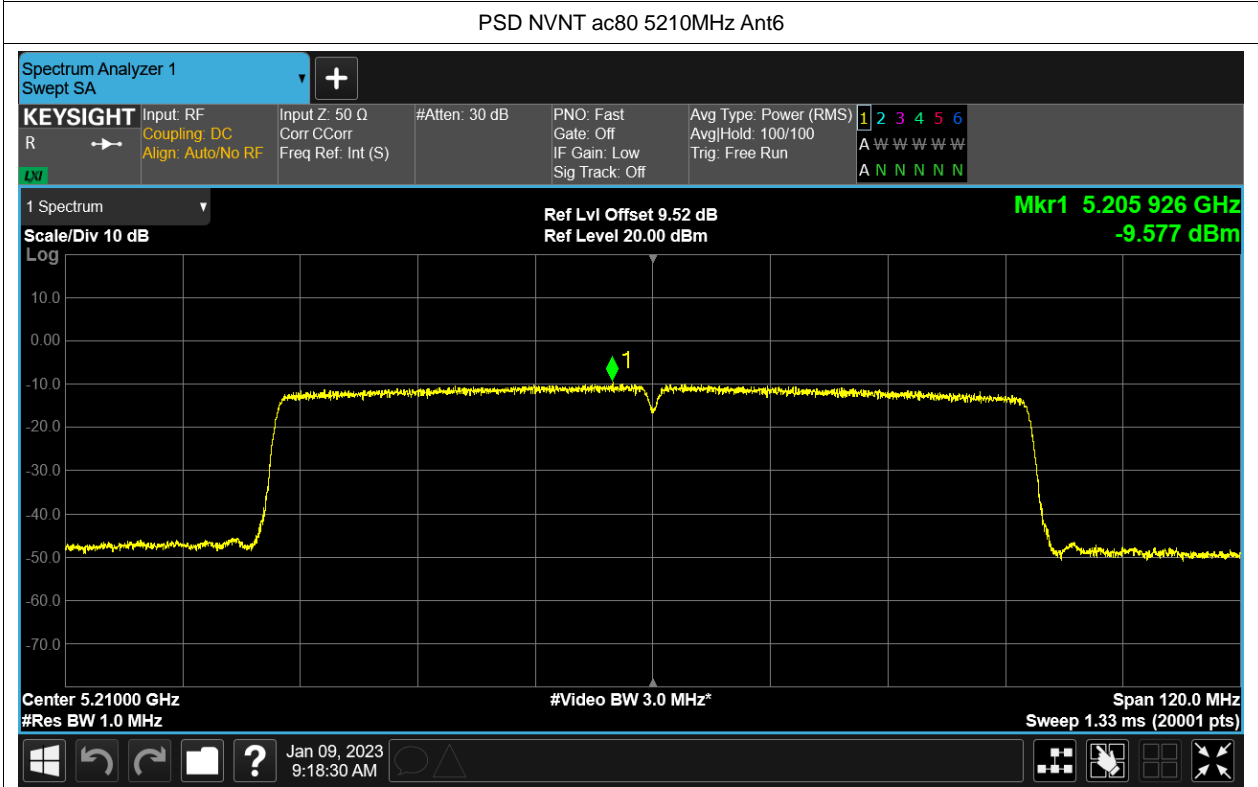 PSD NVNT ac80 5210MHz Ant6
Spectrum Analyzer 1
Swept SA
KEYSIGHT
R
LXI
Input: RF
Coupling: DC
Align: Auto/No RF
Input Z: 50 Ω
Corr CCorr
Freq Ref: Int (S)
#Atten: 30 dB
PNO: Fast
Gate: Off
IF Gain: Low
Sig Track: Off
Avg Type: Power (RMS)
Avg|Hold: 100/100
Trig: Free Run
1 2 3 4 5 6
A W W W W W
A N N N N N
1 Spectrum
Scale/Div 10 dB
Ref Lvl Offset 9.52 dB
Ref Level 20.00 dBm
Mkr1 5.205 926 GHz
-9.577 dBm
Log
10.0
0.00
-10.0
-20.0
-30.0
-40.0
-50.0
-60.0
-70.0
1
Center 5.21000 GHz
#Res BW 1.0 MHz
#Video BW 3.0 MHz*
Span 120.0 MHz
Sweep 1.33 ms (20001 pts)
?
Jan 09, 2023
9:18:30 AM